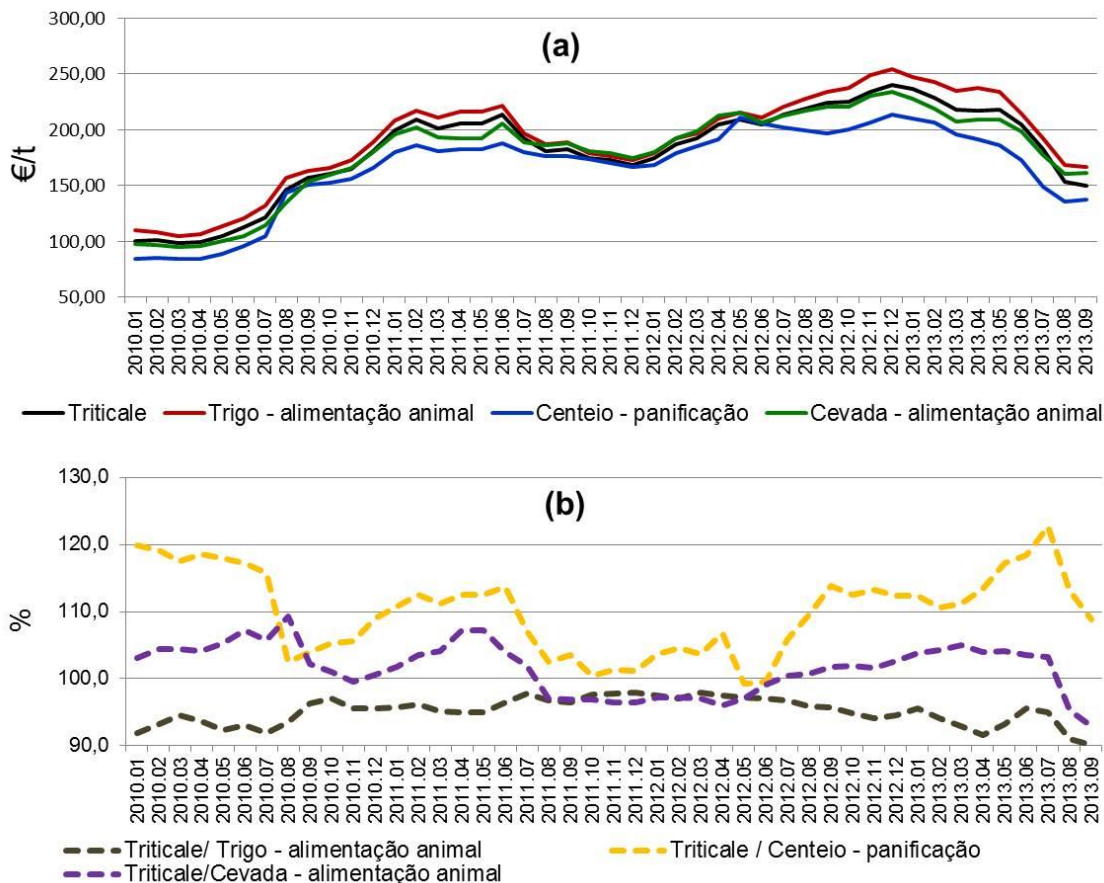 300,00
(a)
250,00
200,00
€/t
150,00
100,00
50,00
2010.01 2010.02 2010.03 2010.04 2010.05 2010.06 2010.07 2010.08 2010.09 2010.10 2010.11 2010.12 2011.01 2011.02 2011.03 2011.04 2011.05 2011.06 2011.07 2011.08 2011.09 2011.10 2011.11 2011.12 2012.01 2012.02 2012.03 2012.04 2012.05 2012.06 2012.07 2012.08 2012.09 2012.10 2012.11 2012.12 2013.01 2013.02 2013.03 2013.04 2013.05 2013.06 2013.07 2013.08 2013.09
Triticale Trigo - alimentação animal Centeio - panificação Cevada - alimentação animal
130,0
(b)
120,0
110,0
%
100,0
90,0
2010.01 2010.02 2010.03 2010.04 2010.05 2010.06 2010.07 2010.08 2010.09 2010.10 2010.11 2010.12 2011.01 2011.02 2011.03 2011.04 2011.05 2011.06 2011.07 2011.08 2011.09 2011.10 2011.11 2011.12 2012.01 2012.02 2012.03 2012.04 2012.05 2012.06 2012.07 2012.08 2012.09 2012.10 2012.11 2012.12 2013.01 2013.02 2013.03 2013.04 2013.05 2013.06 2013.07 2013.08 2013.09
Triticale/ Trigo - alimentação animal Triticale / Centeio - panificação
Triticale/Cevada - alimentação animal